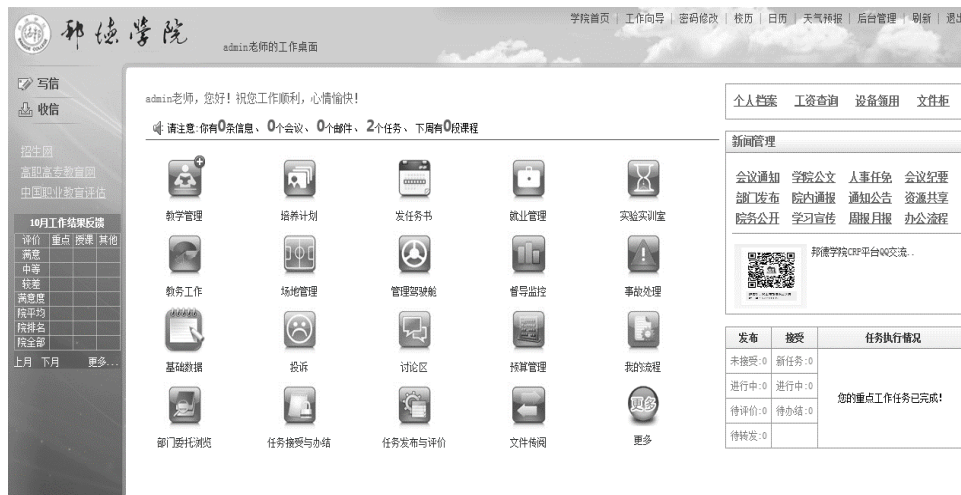 邦德学院
admin老师的工作桌面
学院首页 | 工作向导 | 密码修改 | 校历 | 日历 | 天气预报 | 后台管理 | 刷新 | 退出
写信
收信
招生网
高职高专教育网
中国职业教育评估
10月工作结果反馈
评价 重点 授课 其他
满意
中等
较差
满意度
院平均
院排名
院全部
上月 下月 更多...
admin老师，您好！祝您工作顺利，心情愉快！
请注意:你有0条信息、0个会议、0个邮件、2个任务、下周有0段课程
教学管理 培养计划 发任务书 就业管理 实验实训室
教务工作 场地管理 管理驾驶舱 督导监控 事故处理
基础数据 投诉 讨论区 预算管理 我的流程
更多
部门委托浏览 任务接受与办结 任务发布与评价 文件传阅 更多
个人档案 工资查询 设备领用 文件柜
新闻管理
会议通知 学院公文 人事任免 会议纪要
部门发布 院内通报 通知公告 资源共享
院务公开 学习宣传 周报月报 办公流程
邦德学院CRP平台QQ交流..
发布 接受 任务执行情况
未接受:0 新任务:0
进行中:0 进行中:0
您的重点工作任务已完成!
待评价:0 待办结:0
待转发:0